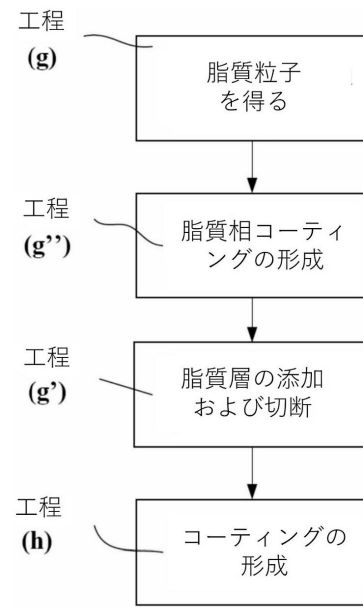 工程
(g)
脂質粒子
を得る
工程
(g’’)
脂質相コーティ
ングの形成
工程
(g’)
脂質層の添加
および切断
工程
(h)
コーティングの
形成